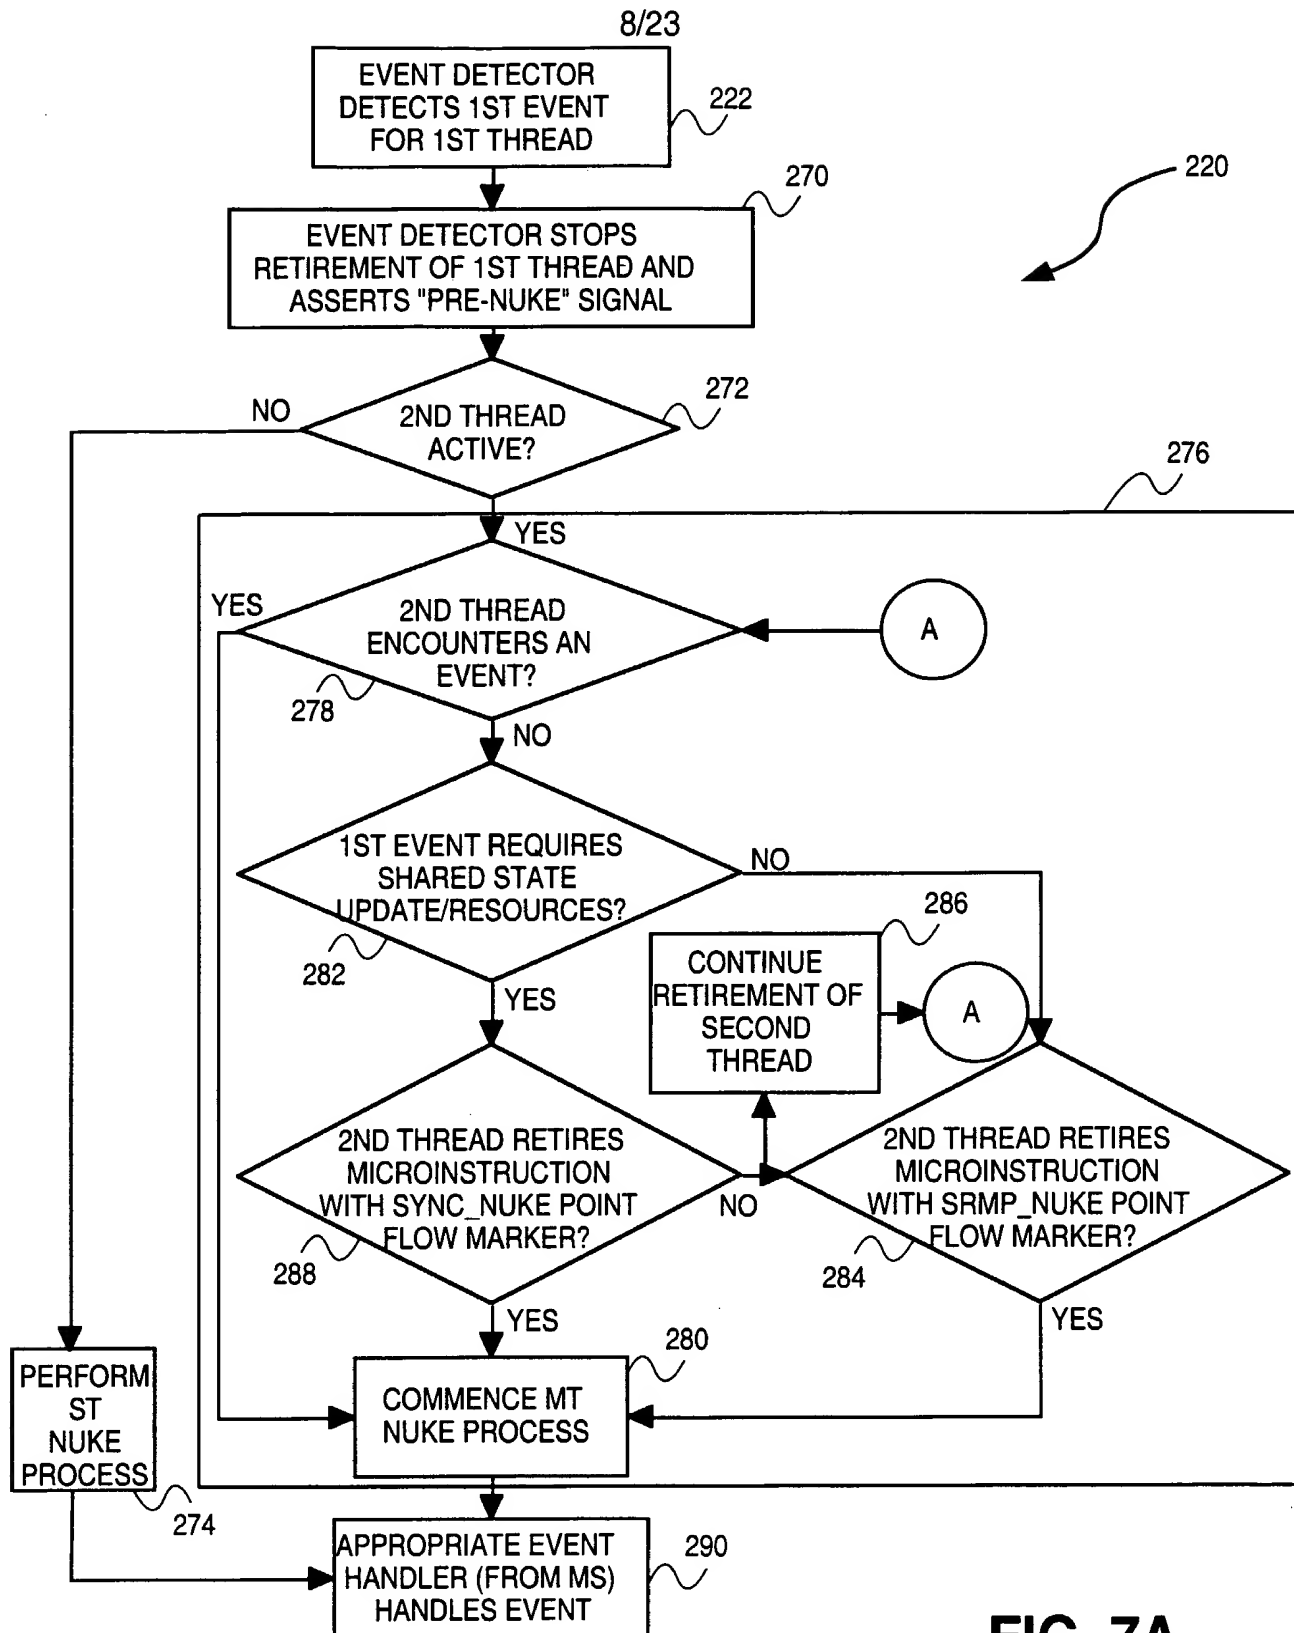 8/23
EVENT DETECTOR
DETECTS 1ST EVENT
FOR 1ST THREAD
222
220
270
EVENT DETECTOR STOPS
RETIREMENT OF 1ST THREAD AND
ASSERTS "PRE-NUKE" SIGNAL
272
NO
2ND THREAD
ACTIVE?
276
YES
YES
2ND THREAD
ENCOUNTERS AN
EVENT?
A
278
NO
1ST EVENT REQUIRES
SHARED STATE
UPDATE/RESOURCES?
NO
282
286
YES
CONTINUE
RETIREMENT OF
SECOND
THREAD
A
2ND THREAD RETIRES
MICROINSTRUCTION
WITH SYNC_NUKE POINT
FLOW MARKER?
NO
288
2ND THREAD RETIRES
MICROINSTRUCTION
WITH SRMP_NUKE POINT
FLOW MARKER?
284
YES
YES
280
COMMENCE MT
NUKE PROCESS
PERFORM
ST
NUKE
PROCESS
274
APPROPRIATE EVENT
HANDLER (FROM MS)
HANDLES EVENT
290
FIG. 7A